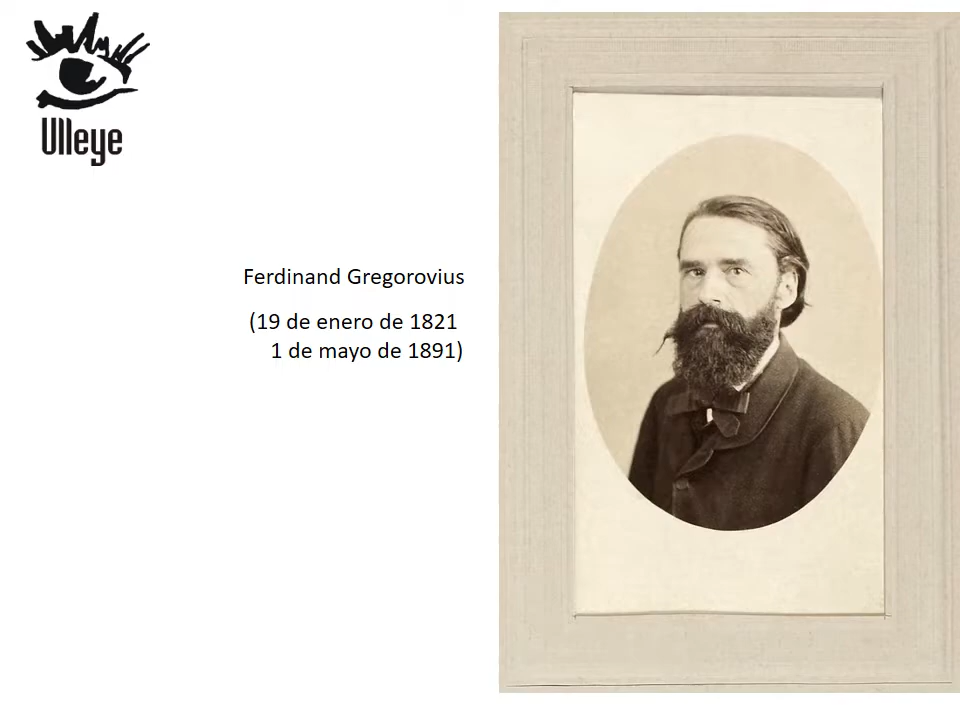 Ulleye
Ferdinand Gregorovius
(19 de enero de 1821
1 de mayo de 1891)